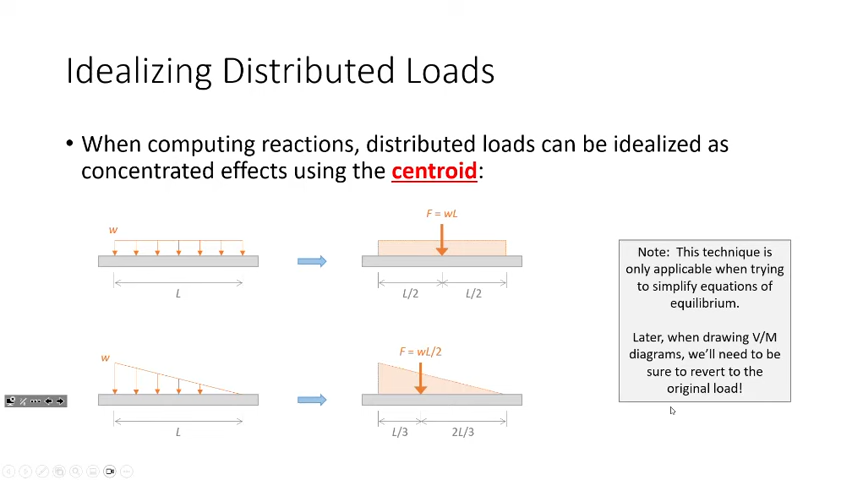 Idealizing Distributed Loads
• When computing reactions, distributed loads can be idealized as
concentrated effects using the centroid:
w
L
F = wL
L/2
L/2
w
L
F = wL/2
L/3
2L/3
Note: This technique is
only applicable when trying
to simplify equations of
equilibrium.
Later, when drawing V/M
diagrams, we'll need to be
sure to revert to the
original load!